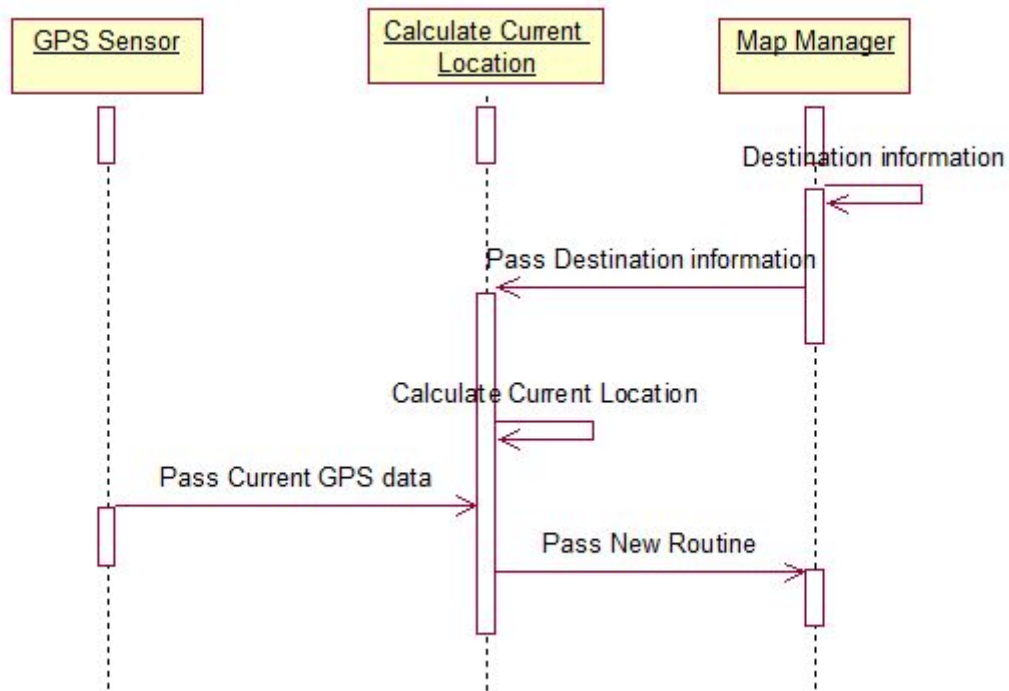 GPS Sensor
Calculate Current
Location
Map Manager
Destination information
Pass Destination information
Calculate Current Location
Pass Current GPS data
Pass New Routine